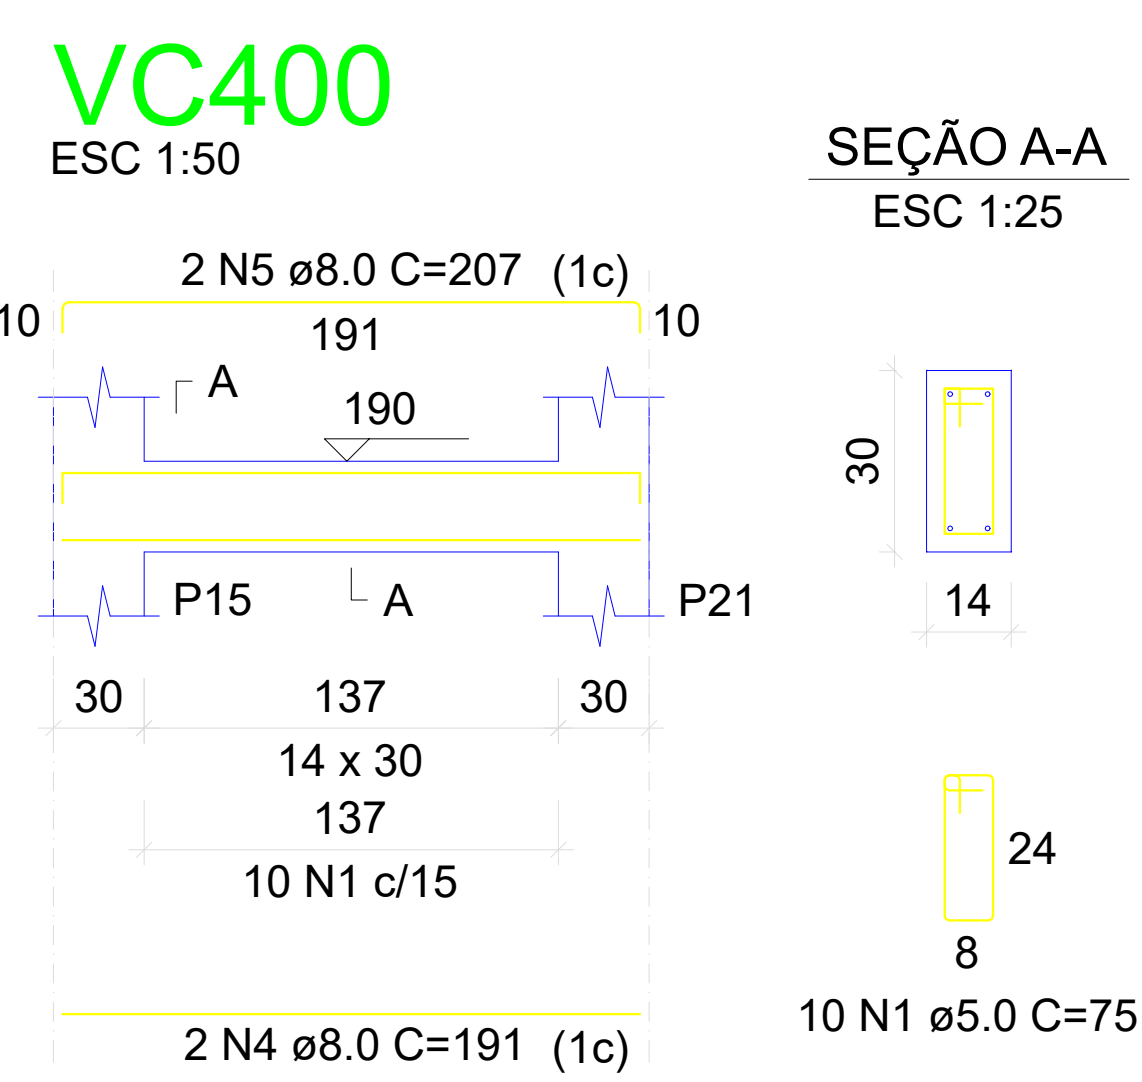 VC400
ESC 1:50
SEÇÃO A-A
ESC 1:25
2 N5 ø8.0 C=207 (1c)
10
191
10
A
190
P15
A
P21
30
137
30
14 x 30
137
10 N1 c/15
2 N4 ø8.0 C=191 (1c)
30
14
24
8
10 N1 ø5.0 C=75